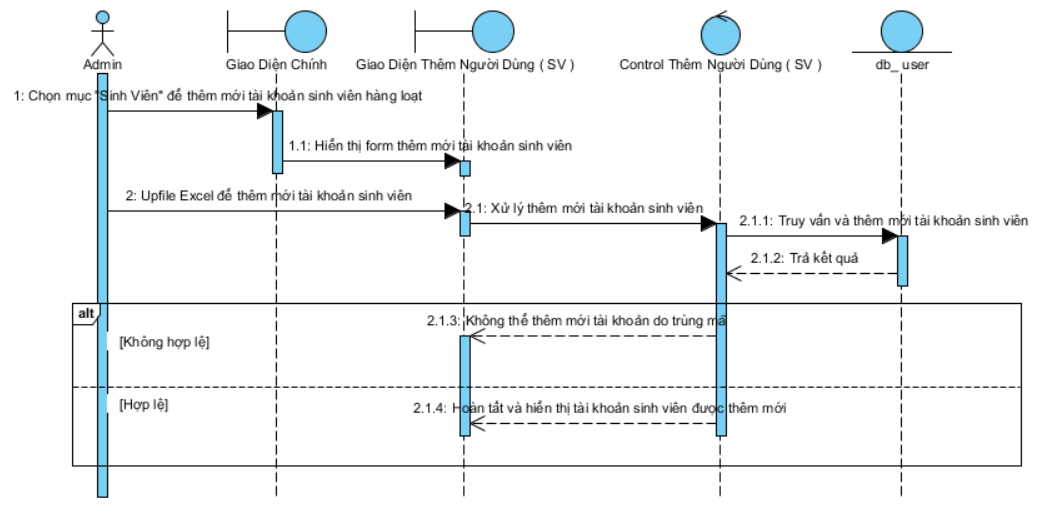 Admin
Giao Diện Chính
Giao Diện Thêm Người Dùng ( SV )
Control Thêm Người Dùng ( SV )
db_ user
1: Chọn mục "Sinh Viên" để thêm mới tài khoản sinh viên hàng loạt
1.1: Hiển thị form thêm mới tài khoản sinh viên
2: Upfile Excel để thêm mới tài khoản sinh viên
2.1: Xử lý thêm mới tài khoản sinh viên
2.1.1: Truy vấn và thêm mới tài khoản sinh viên
2.1.2: Trả kết quả
alt
2.1.3: Không thể thêm mới tài khoản do trùng mã
[Không hợp lệ]
[Hợp lệ]
2.1.4: Hoàn tất và hiển thị tài khoản sinh viên được thêm mới